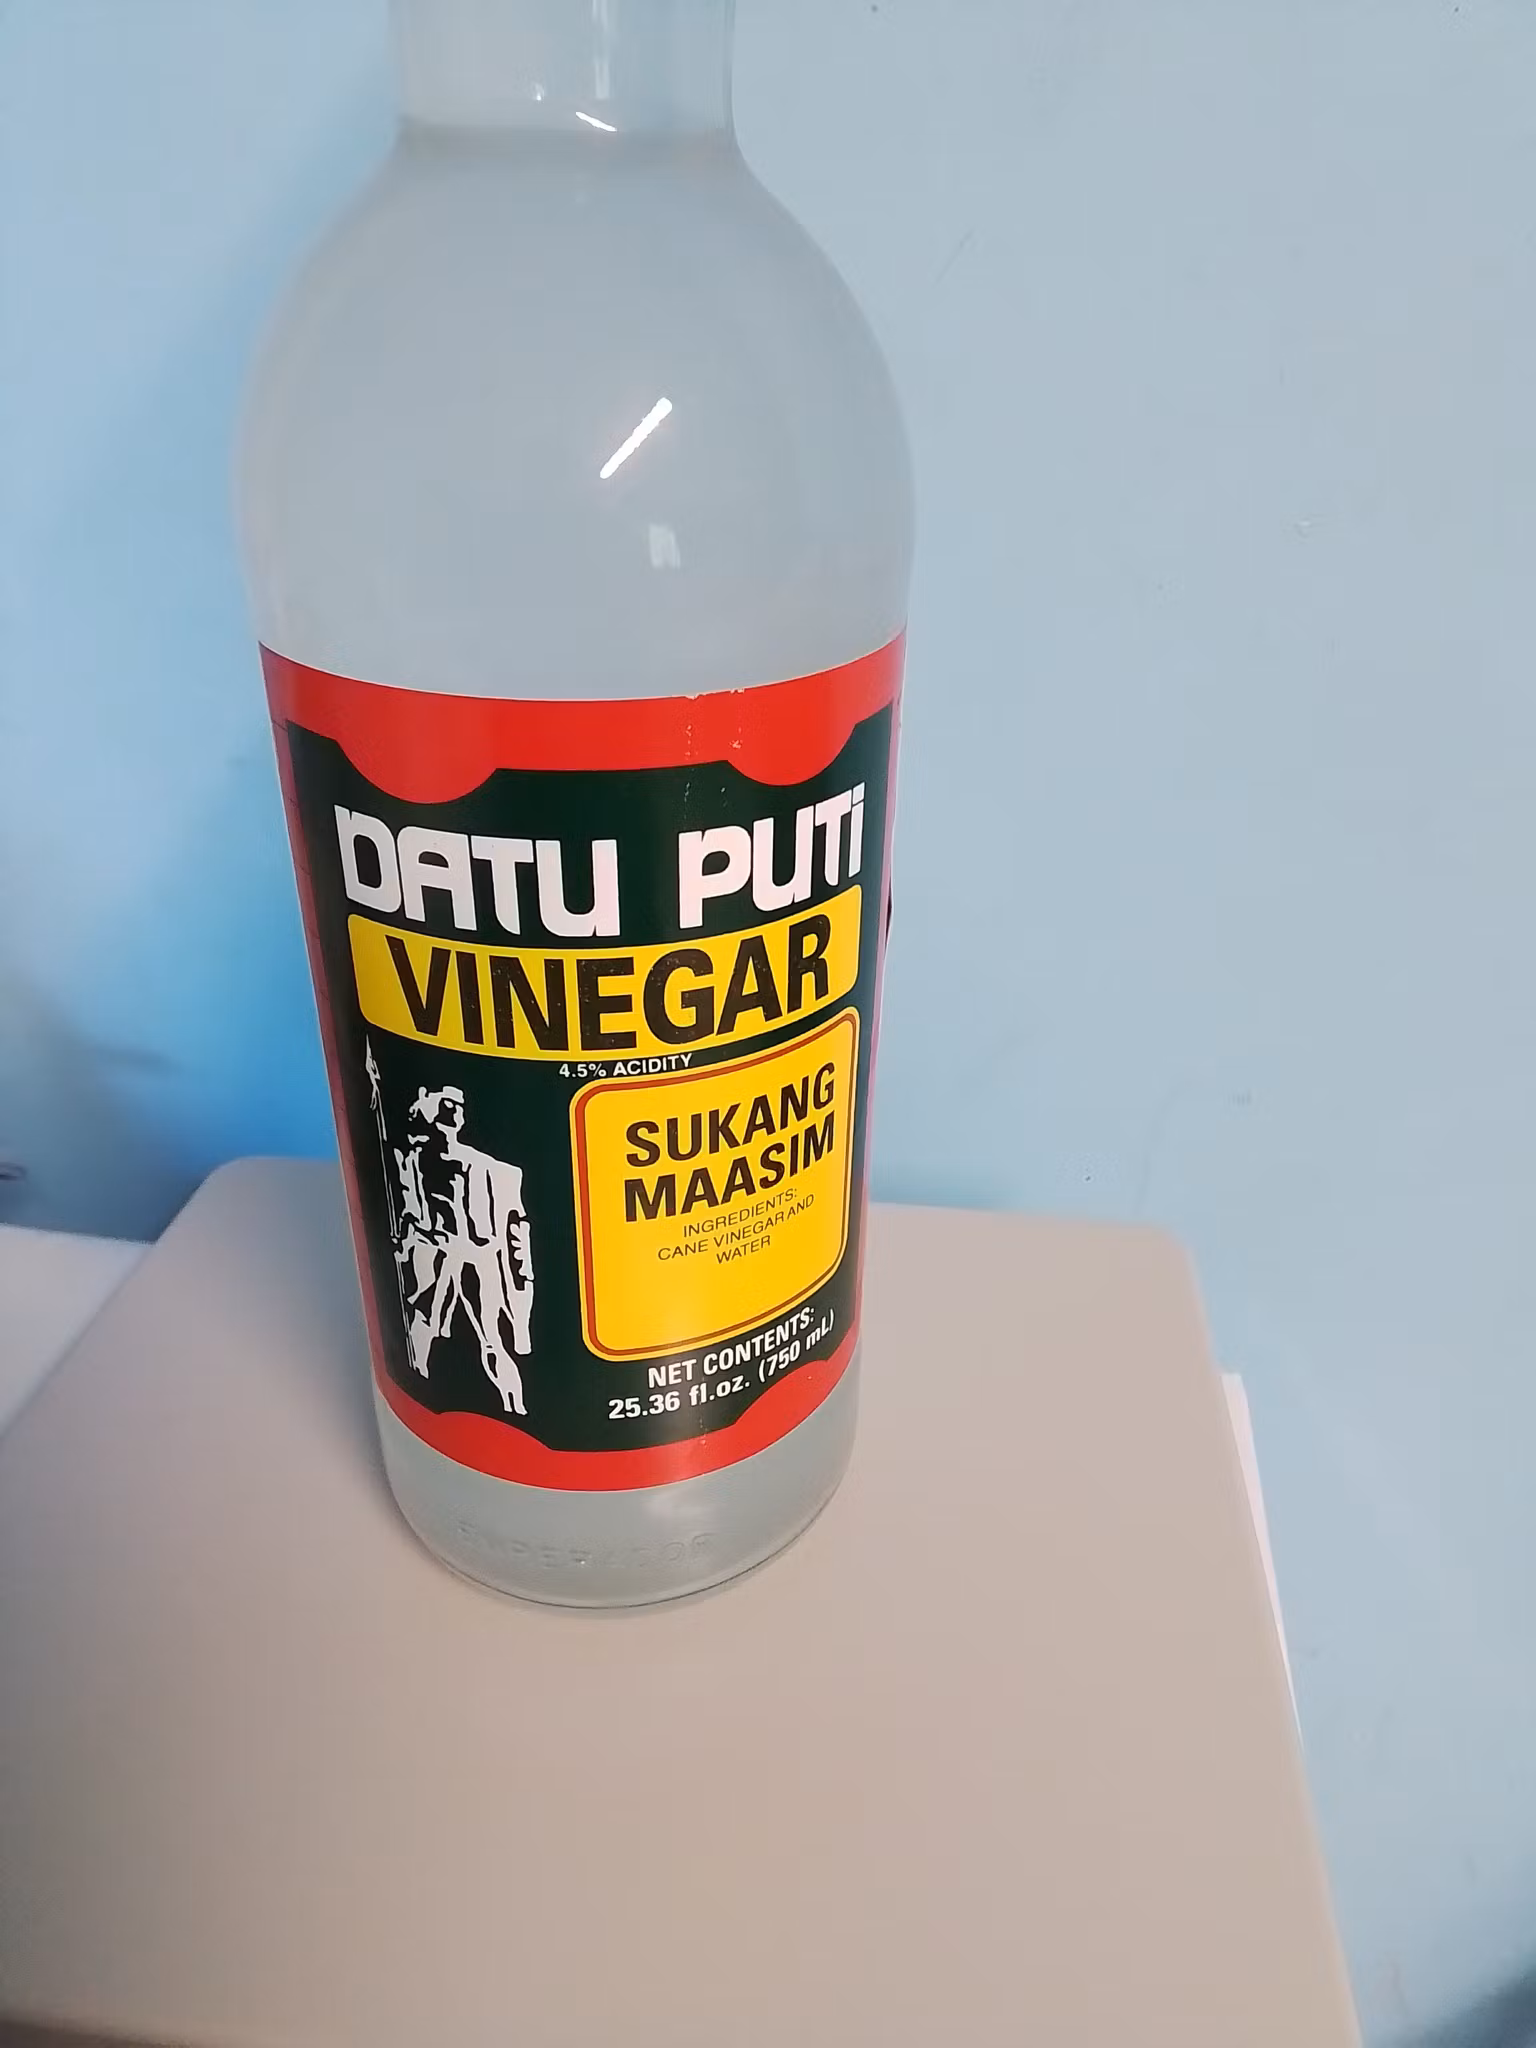 DATU PUTi
VINEGAR
4.5% ACIDITY
SUKANG
MAASIM
INGREDIENTS:
CANE VINEGAR AND
WATER
NET CONTENTS:
25.36 fl.oz. (750 mL)
EMPERADOR